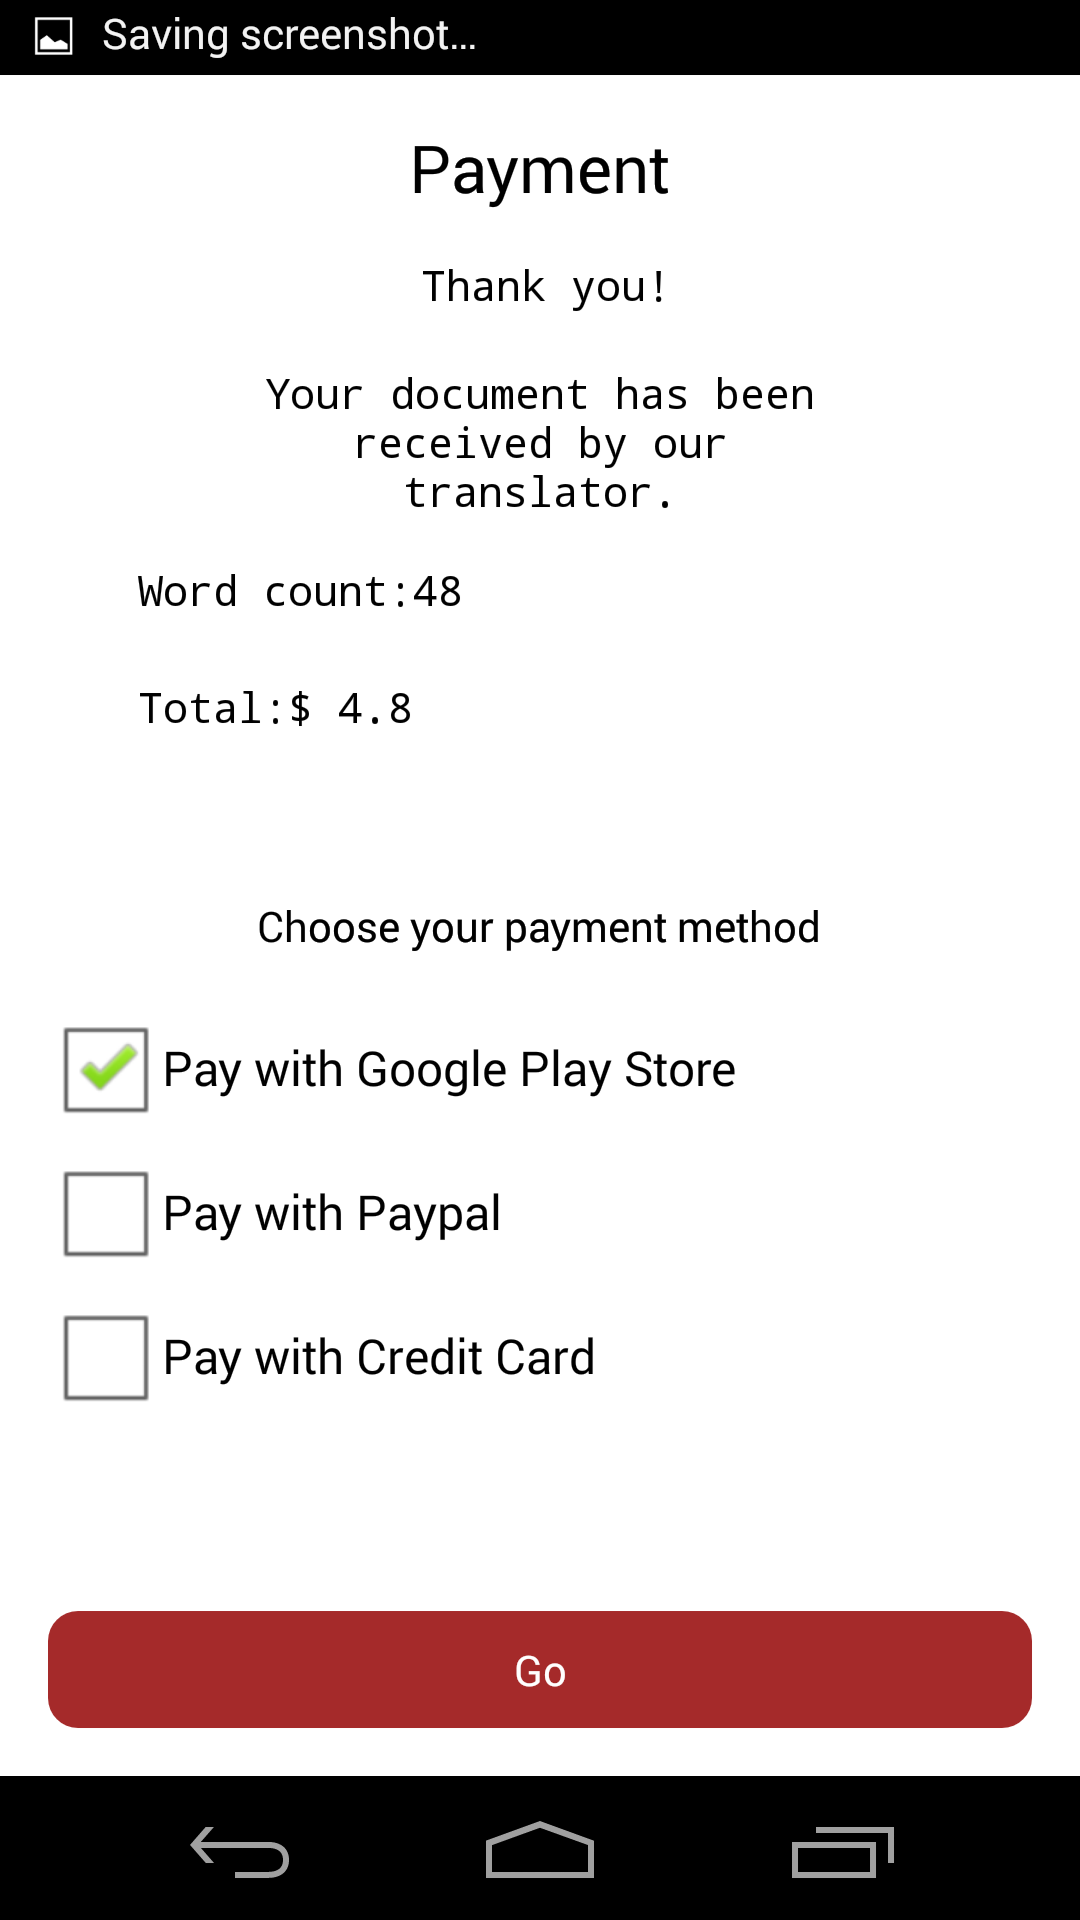 Saving screenshot...
Payment
Thank you!
Your document has been
received by our
translator.
Word count:48
Total:$ 4.8
Choose your payment method
Pay with Google Play Store
Pay with Paypal
Pay with Credit Card
Go